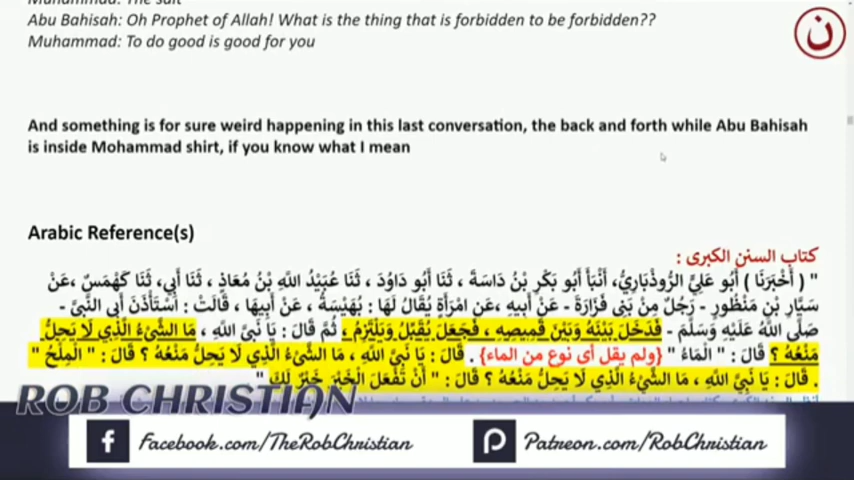 Muhammad: The salt
Abu Bahisah: Oh Prophet of Allah! What is the thing that is forbidden to be forbidden??
Muhammad: To do good is good for you
ن
And something is for sure weird happening in this last conversation, the back and forth while Abu Bahisah
is inside Mohammad shirt, if you know what I mean
Arabic Reference(s)
كتاب السنن الكبرى :
" ( أَخْبَرَنَا ) أَبُو عَلِيٍّ الرُّوذْبَارِيُّ، أَنْبَأَ أَبُو بَكْرِ بْنُ دَاسَةَ ، ثَنَا أَبُو دَاوُدَ ، ثَنَا عُبَيْدُ اللَّهِ بْنُ مُعَاذٍ ، ثَنَا أَبِي، ثَنَا كَهْمَسٌ ،عَنْ
سَيَّارِ بْنِ مَنْظُورٍ - رَجُلٍ مِنْ بَنِي فَزَارَةَ - عَنْ أَبِيهِ ،عَنِ امْرَأَةٍ يُقَالُ لَهَا : بُهَيْسَةُ ، عَنْ أَبِيهَا ، قَالَتْ : اسْتَأْذَنَ أَبِي النَّبِيَّ -
صَلَّى اللَّهُ عَلَيْهِ وَسَلَّمَ - فَدَخَلَ بَيْنَهُ وَبَيْنَ قَمِيصِهِ ، فَجَعَلَ يُقَبِّلُ وَيَلْتَزِمُ ، ثُمَّ قَالَ : يَا نَبِيَّ اللَّهِ ، مَا الشَّيْءُ الَّذِي لَا يَحِلُّ
مَنْعُهُ ؟ قَالَ : " الْمَاءُ " {ولم يقل أى نوع من الماء} . قَالَ : يَا نَبِيَّ اللَّهِ ، مَا الشَّيْءُ الَّذِي لَا يَحِلُّ مَنْعُهُ ؟ قَالَ : " الْمِلْحُ "
. قَالَ : يَا نَبِيَّ اللَّهِ ، مَا الشَّيْءُ الَّذِي لَا يَحِلُّ مَنْعُهُ ؟ قَالَ : " أَنْ تَفْعَلَ الْخَيْرَ خَيْرٌ لَكَ "
ROB CHRISTIAN
Facebook.com/TheRobChristian
Patreon.com/RobChristian